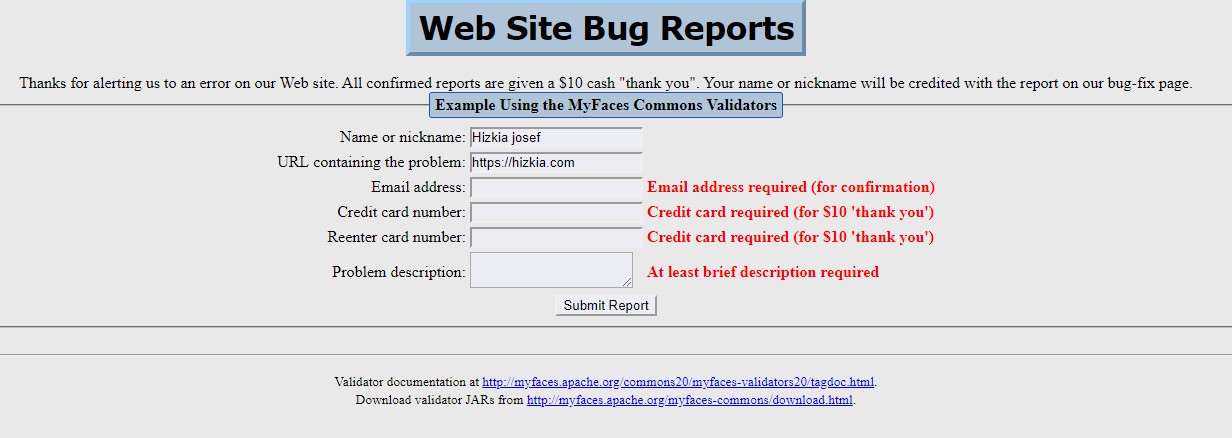 Web Site Bug Reports
Thanks for alerting us to an error on our Web site. All confirmed reports are given a $10 cash "thank you". Your name or nickname will be credited with the report on our bug-fix page.
Example Using the MyFaces Commons Validators
Name or nickname: Hizkia josef
URL containing the problem: https://hizkia.com
Email address: Email address required (for confirmation)
Credit card number: Credit card required (for $10 'thank you')
Reenter card number: Credit card required (for $10 'thank you')
Problem description: At least brief description required
Submit Report
Validator documentation at http://myfaces.apache.org/commons20/myfaces-validators20/tagdoc.html.
Download validator JARs from http://myfaces.apache.org/myfaces-commons/download.html.